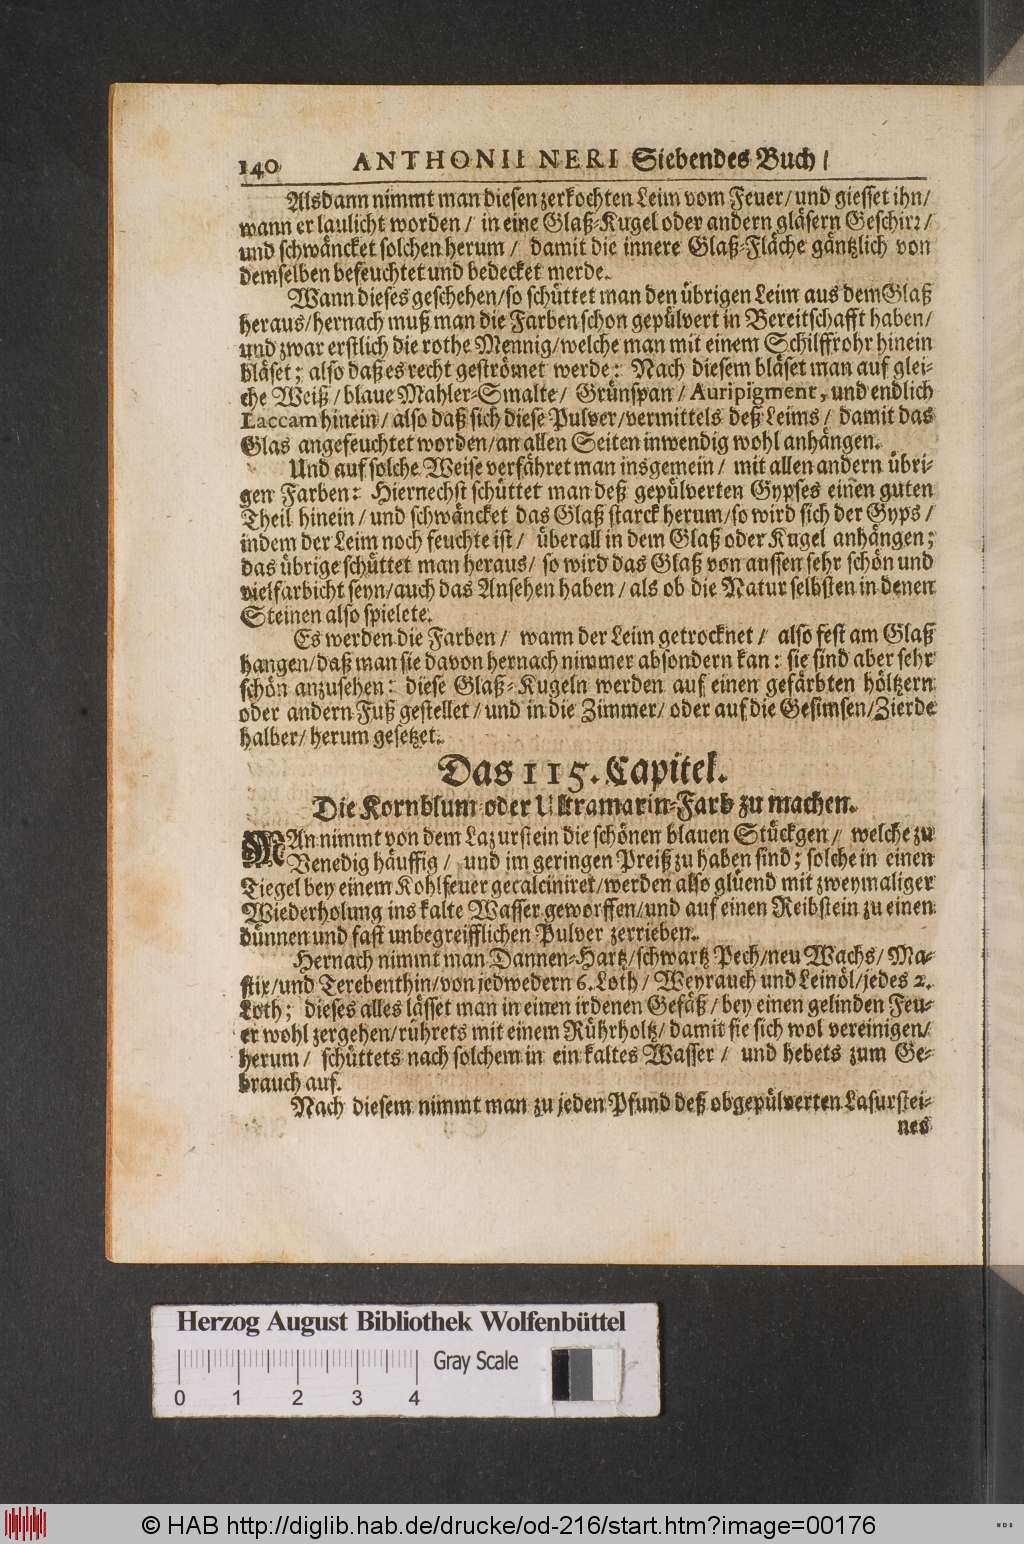 140 ANTHONII NERI Siebendes Buch /
Alsdann nimmt man diesen zerkochten Leim vom Feuer / und giesset ihn /
wann er laulicht worden / in eine Glaß-Kugel oder andern gläsern Geschirr /
und schwäncket solchen herum / damit die innere Glaß-Fläche gäntzlich von
demselben befeuchtet und bedecket merde.
Wann dieses geschehen / so schüttet man den übrigen Leim aus dem Glaß
heraus / hernach muß man die Farben schon gepülvert in Bereitschafft haben /
und zwar erstlich die rothe Mennig / welche man mit einem Schilffrohr hinein
bläset ; also daß es recht geströmet werde : Nach diesem bläset man auf glei-
che Weiß / blaue Mahler-Smalte / Grünspan / Auripigment, und endlich
Laccam hinein / also daß sich diese Pulver / vermittels deß Leims / damit das
Glas angefeuchtet worden / an allen Seiten inwendig wohl anhängen.
Und auf solche Weise verfähret man insgemein / mit allen andern übri-
gen Farben : Hiernechst schüttet man deß gepülverten Gypses einen guten
Theil hinein / und schwäncket das Glaß starck herum / so wird sich der Gyps /
indem der Leim noch feuchte ist / überall in dem Glaß oder Kugel anhängen ;
das übrige schüttet man heraus / so wird das Glaß von aussen sehr schön und
vielfarbicht seyn / auch das Ansehen haben / als ob die Natur selbsten in denen
Steinen also spielete.
Es werden die Farben / wann der Leim getrocknet / also fest am Glaß
hangen / daß man sie davon hernach nimmer absondern kan : sie sind aber sehr
schön anzusehen : diese Glaß-Kugeln werden auf einen gefärbten höltzern
oder andern Fuß gestellet / und in die Zimmer / oder auf die Gesimsen / Zierde
halber / herum gesetzet.
Das 115. Capitel.
Die Kornblum oder Ultramarin-Farb zu machen.
MAn nimmt von dem Lazurstein die schönen blauen Stückgen / welche zu
Venedig häuffig / und im geringen Preiß zu haben sind ; solche in einen
Tiegel bey einem Kohlfeuer gecalciniret / werden also glüend mit zweymaliger
Wiederholung ins kalte Wasser geworffen / und auf einen Reibstein zu einen
dünnen und fast unbegreifflichen Pulver zerrieben.
Hernach nimmt man Dannen-Hartz / schwartz Pech / neu Wachs / Ma-
stix / und Terebenthin / von jedwedern 6. Loth / Weyrauch und Leinöl / jedes 2.
Loth ; dieses alles lässet man in einen irdenen Gefäß / bey einen gelinden Feu-
er wohl zergehen / rührets mit einem Rührholtz / damit sie sich wol vereinigen /
herum / schüttets nach solchem in ein kaltes Wasser / und hebets zum Ge-
brauch auf.
Nach diesem nimmt man zu jeden Pfund deß obgepülverten Lasurstei-
nes
Herzog August Bibliothek Wolfenbüttel
Gray Scale
0 1 2 3 4
© HAB http://diglib.hab.de/drucke/od-216/start.htm?image=00176